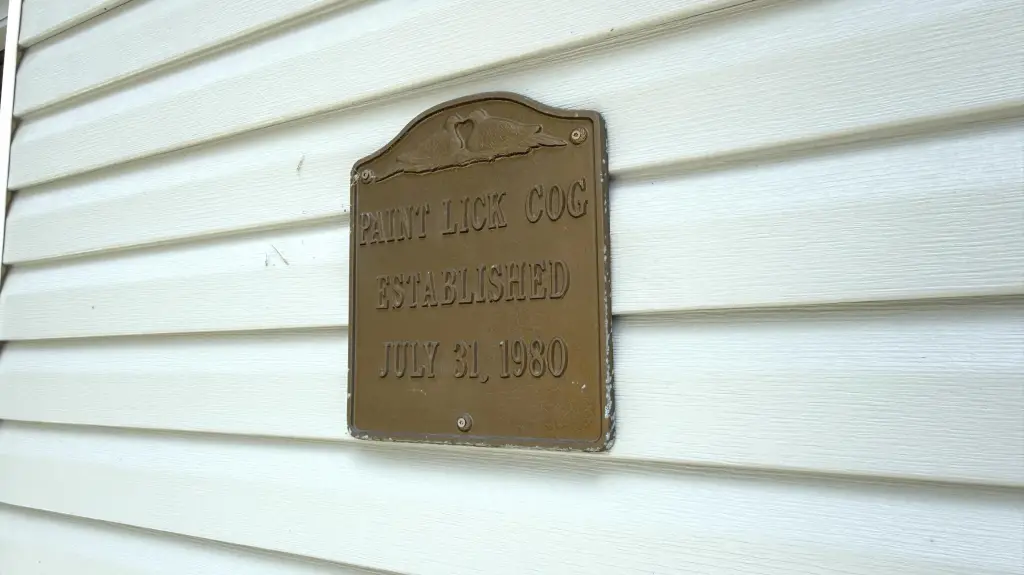 PAINT LICK COG
ESTABLISHED
JULY 31, 1980